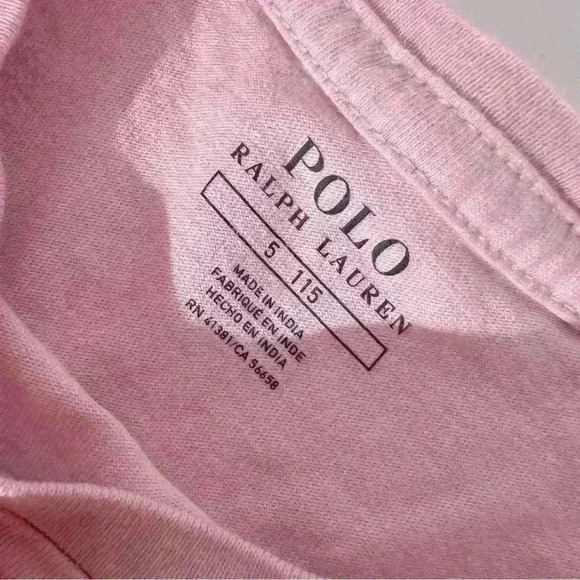 POLO
RALPH LAUREN
5 115
MADE IN INDIA
FABRIQUÉ EN INDE
HECHO EN INDIA
RN 41381/CA 56658